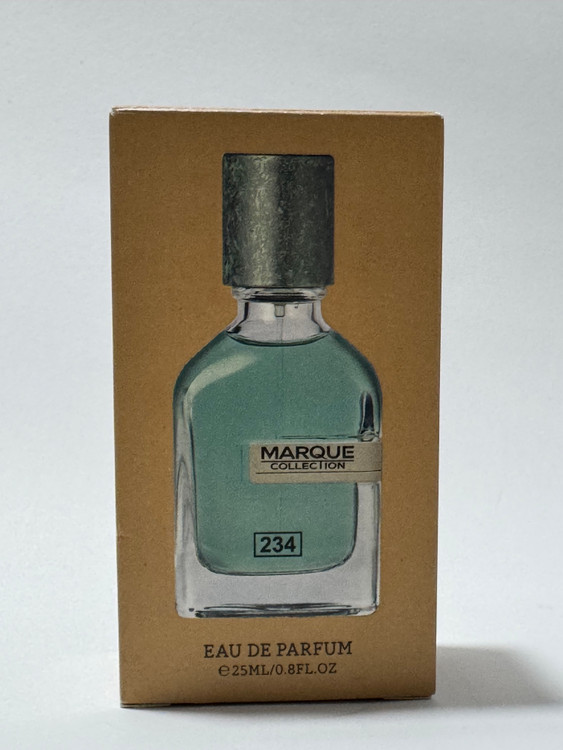 MARQUE
COLLECTION
234
EAU DE PARFUM
℮25ML/0.8FL.OZ